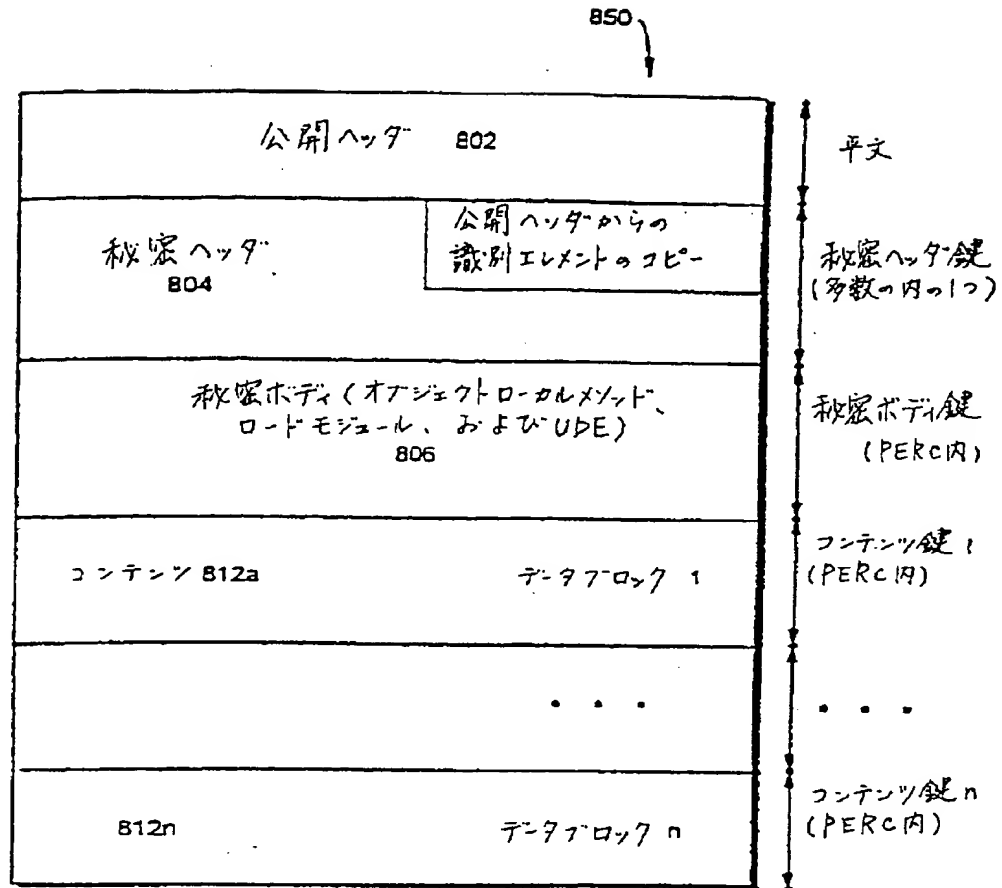 850
公開ヘッダ 802
平文
秘密ヘッダ
804
公開ヘッダからの
識別エレメントのコピー
秘密ヘッダ鍵
(多数の内の1つ)
秘密ボディ(オブジェクトローカルメソッド、
ロードモジュール、およびUDE)
806
秘密ボディ鍵
(PERC内)
コンテンツ 812a
データブロック 1
コンテンツ鍵 1
(PERC内)
・・・
・・・
812n
データブロック n
コンテンツ鍵 n
(PERC内)